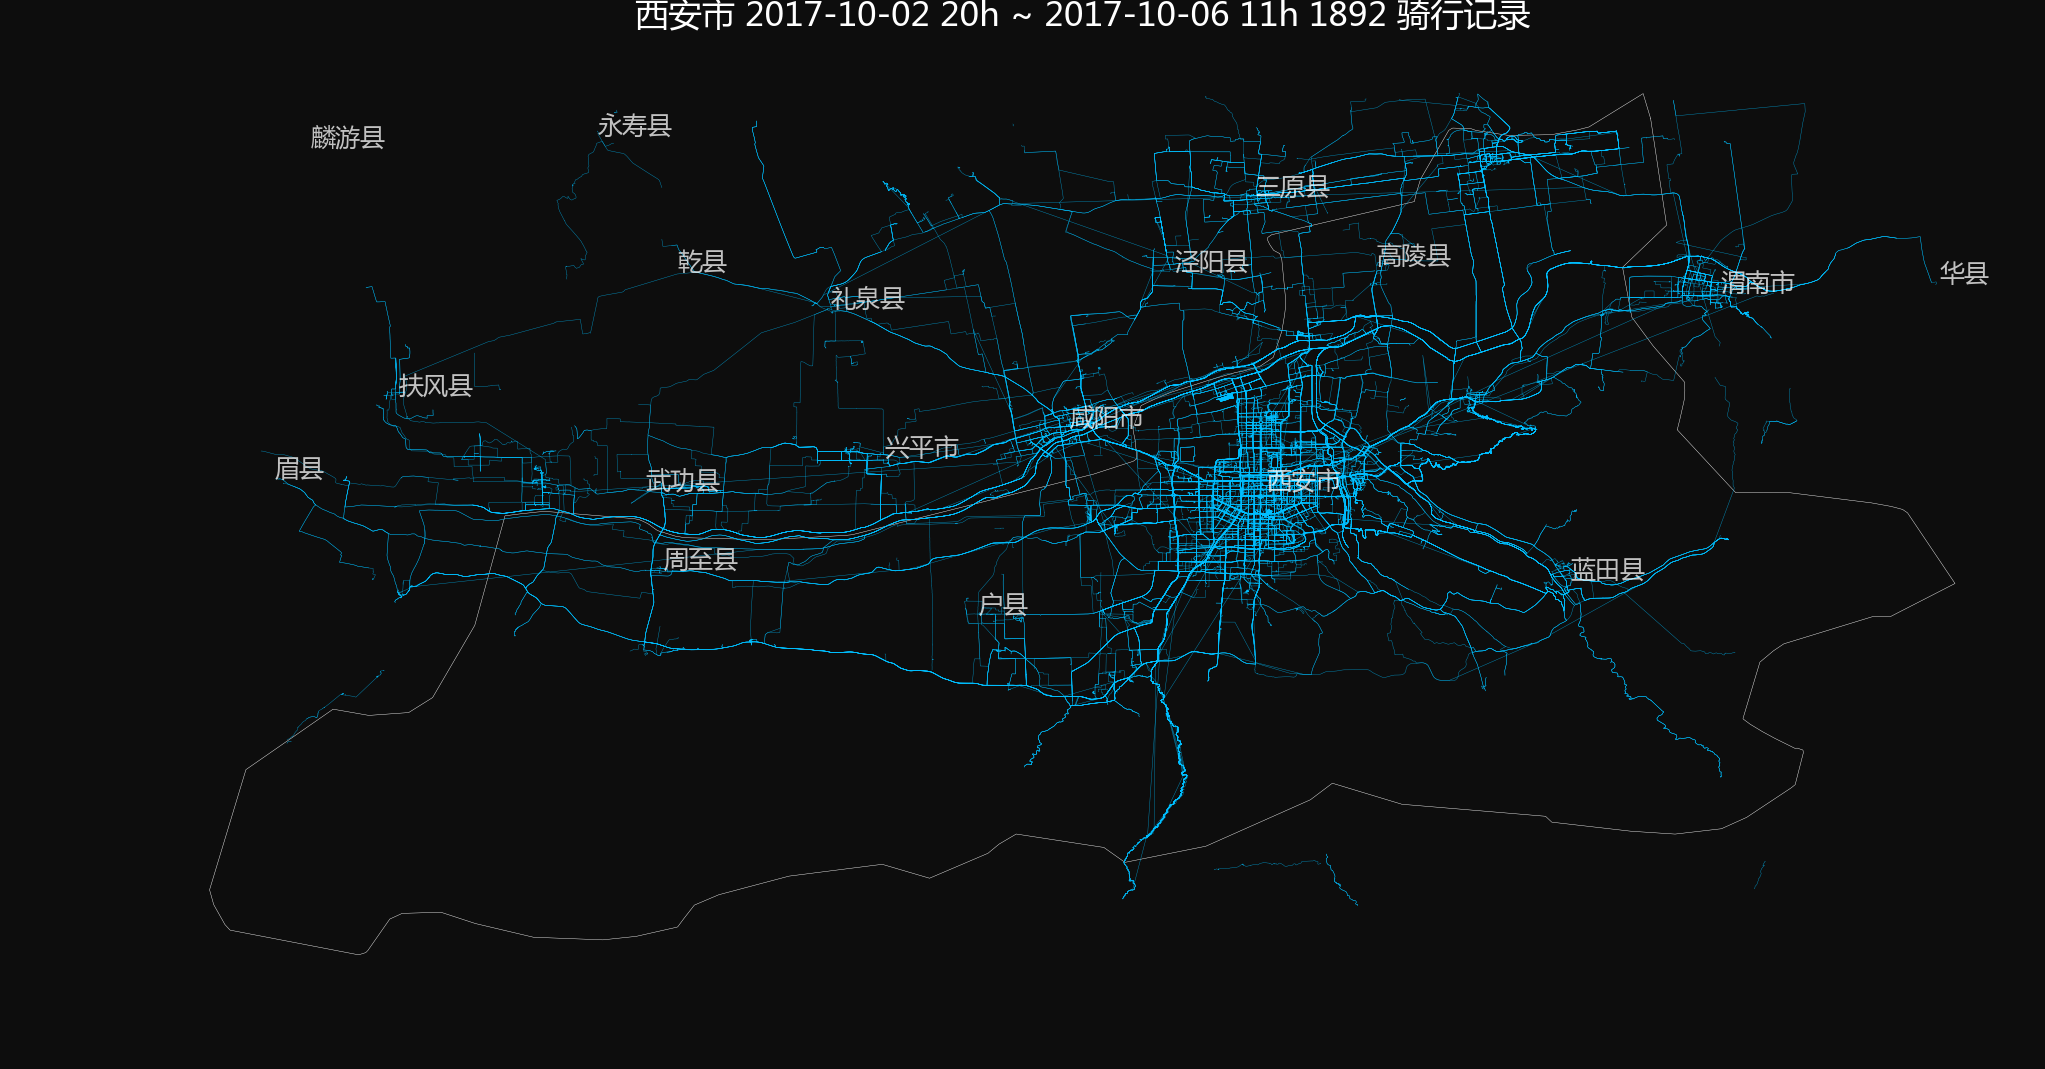 西安市 2017-10-02 20h ~ 2017-10-06 11h 1892 骑行记录
麟游县
永寿县
三原县
乾县
泾阳县
高陵县
华县
渭南市
礼泉县
扶风县
咸阳市
兴平市
眉县
武功县
西安市
周至县
蓝田县
户县